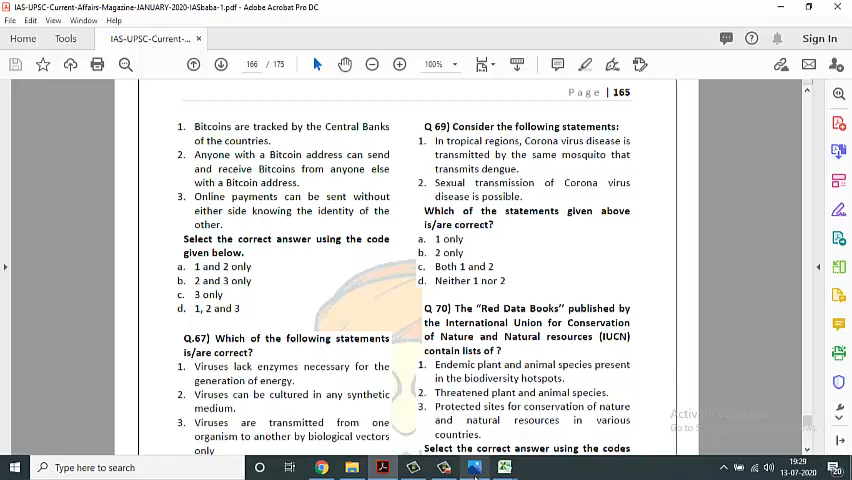 IAS-UPSC-Current-Affairs-Magazine-JANUARY-2020-IASbaba-1.pdf - Adobe Acrobat Pro DC
File Edit View Window Help
Home Tools IAS-UPSC-Current-... × Sign In
166 / 175 100%
Page | 165
1. Bitcoins are tracked by the Central Banks
of the countries.
2. Anyone with a Bitcoin address can send
and receive Bitcoins from anyone else
with a Bitcoin address.
3. Online payments can be sent without
either side knowing the identity of the
other.
Select the correct answer using the code
given below.
a. 1 and 2 only
b. 2 and 3 only
c. 3 only
d. 1, 2 and 3
Q.67) Which of the following statements
is/are correct?
1. Viruses lack enzymes necessary for the
generation of energy.
2. Viruses can be cultured in any synthetic
medium.
3. Viruses are transmitted from one
organism to another by biological vectors
only
Q 69) Consider the following statements:
1. In tropical regions, Corona virus disease is
transmitted by the same mosquito that
transmits dengue.
2. Sexual transmission of Corona virus
disease is possible.
Which of the statements given above
is/are correct?
a. 1 only
b. 2 only
c. Both 1 and 2
d. Neither 1 nor 2
Q 70) The “Red Data Books” published by
the International Union for Conservation
of Nature and Natural resources (IUCN)
contain lists of ?
1. Endemic plant and animal species present
in the biodiversity hotspots.
2. Threatened plant and animal species.
3. Protected sites for conservation of nature
and natural resources in various
countries.
Select the correct answer using the codes
Type here to search
19:29
13-07-2020
20